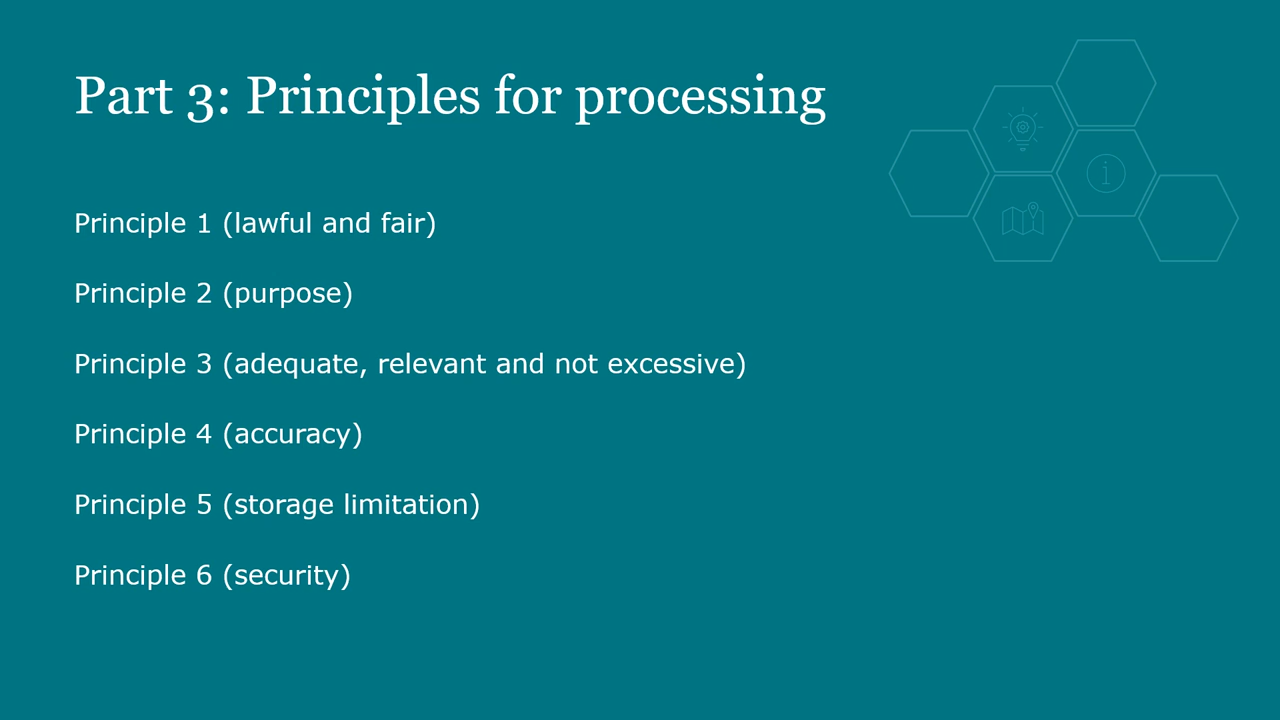 Part 3: Principles for processing
Principle 1 (lawful and fair)
Principle 2 (purpose)
Principle 3 (adequate, relevant and not excessive)
Principle 4 (accuracy)
Principle 5 (storage limitation)
Principle 6 (security)